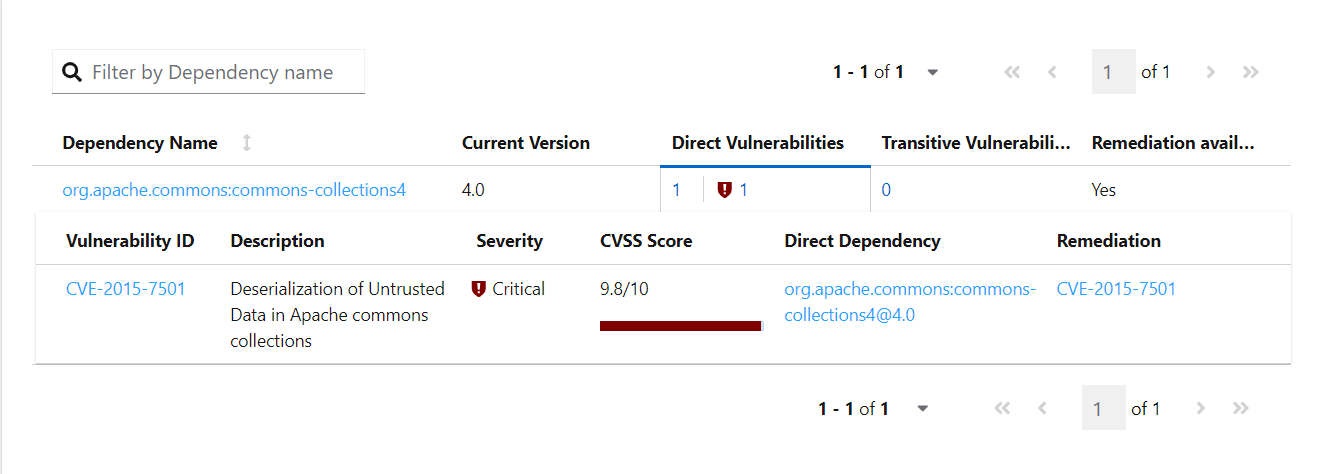 Filter by Dependency name
1 - 1 of 1 1 of 1
Dependency Name Current Version Direct Vulnerabilities Transitive Vulnerabili... Remediation avail...
org.apache.commons:commons-collections4 4.0 1 1 0 Yes
Vulnerability ID Description Severity CVSS Score Direct Dependency Remediation
CVE-2015-7501 Deserialization of Untrusted Critical 9.8/10 org.apache.commons:commons- CVE-2015-7501
Data in Apache commons collections4@4.0
collections
1 - 1 of 1 1 of 1